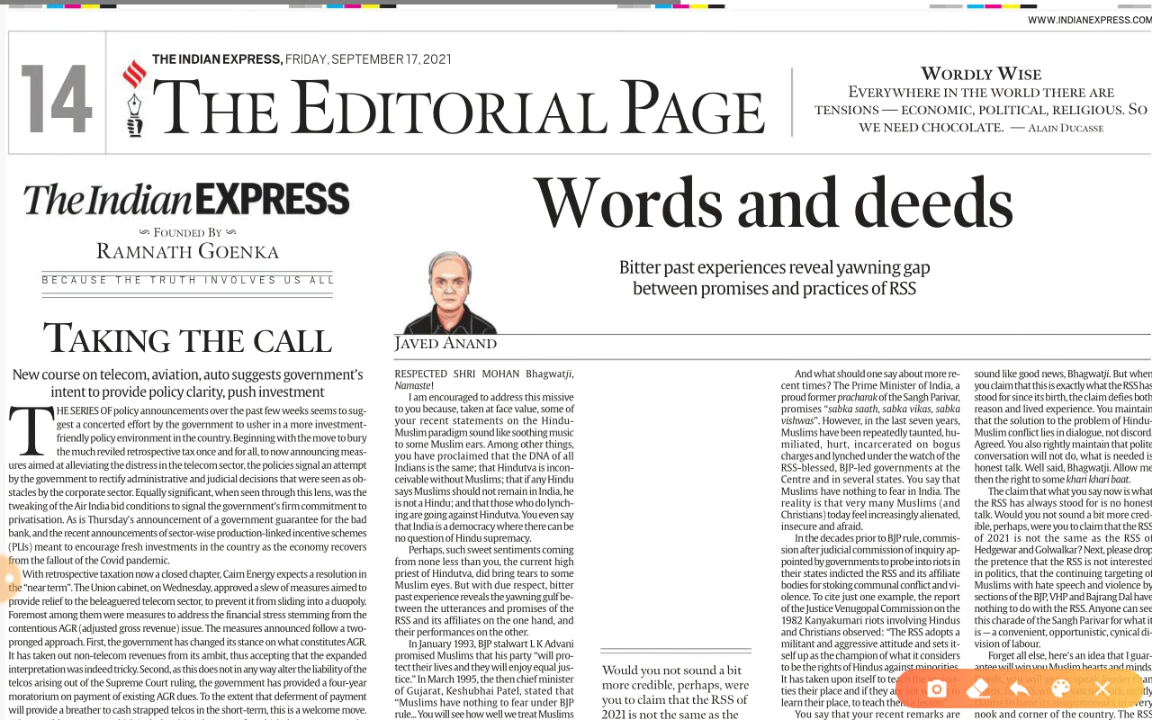 WWW.INDIANEXPRESS.COM
14
THE INDIAN EXPRESS, FRIDAY, SEPTEMBER 17, 2021
THE EDITORIAL PAGE
WORDLY WISE
EVERYWHERE IN THE WORLD THERE ARE
TENSIONS — ECONOMIC, POLITICAL, RELIGIOUS. SO
WE NEED CHOCOLATE. — ALAIN DUCASSE
The Indian EXPRESS
FOUNDED BY
RAMNATH GOENKA
BECAUSE THE TRUTH INVOLVES US ALL
TAKING THE CALL
New course on telecom, aviation, auto suggests government's
intent to provide policy clarity, push investment
THE SERIES OF policy announcements over the past few weeks seems to sug-
gest a concerted effort by the government to usher in a more investment-
friendly policy environment in the country. Beginning with the move to bury
the much reviled retrospective tax once and for all, to now announcing meas-
ures aimed at alleviating the distress in the telecom sector, the policies signal an attempt
by the government to rectify administrative and judicial decisions that were seen as ob-
stacles by the corporate sector. Equally significant, when seen through this lens, was the
tweaking of the Air India bid conditions to signal the government's firm commitment to
privatisation. As is Thursday's announcement of a government guarantee for the bad
bank, and the recent announcements of sector-wise production-linked incentive schemes
(PLIs) meant to encourage fresh investments in the country as the economy recovers
from the fallout of the Covid pandemic.
With retrospective taxation now a closed chapter, Cairn Energy expects a resolution in
the "near term". The Union cabinet, on Wednesday, approved a slew of measures aimed to
provide relief to the beleaguered telecom sector, to prevent it from sliding into a duopoly.
Foremost among them were measures to address the financial stress stemming from the
contentious AGR (adjusted gross revenue) issue. The measures announced follow a two-
pronged approach. First, the government has changed its stance on what constitutes AGR.
It has taken out non-telecom revenues from its ambit, thus accepting that the expanded
interpretation was indeed tricky. Second, as this does not in any way alter the liability of the
telcos arising out of the Supreme Court ruling, the government has provided a four-year
moratorium on payment of existing AGR dues. To the extent that deferment of payment
will provide a breather to cash strapped telcos in the short-term, this is a welcome move.
Words and deeds
Bitter past experiences reveal yawning gap
between promises and practices of RSS
JAVED ANAND
RESPECTED SHRI MOHAN Bhagwatji,
Namaste!
I am encouraged to address this missive
to you because, taken at face value, some of
your recent statements on the Hindu-
Muslim paradigm sound like soothing music
to some Muslim ears. Among other things,
you have proclaimed that the DNA of all
Indians is the same; that Hindutva is incon-
ceivable without Muslims; that if any Hindu
says Muslims should not remain in India, he
is not a Hindu; and that those who do lynch-
ing are going against Hindutva. You even say
that India is a democracy where there can be
no question of Hindu supremacy.
Perhaps, such sweet sentiments coming
from none less than you, the current high
priest of Hindutva, did bring tears to some
Muslim eyes. But with due respect, bitter
past experience reveals the yawning gulf be-
tween the utterances and promises of the
RSS and its affiliates on the one hand, and
their performances on the other.
In January 1993, BJP stalwart L K Advani
promised Muslims that his party "will pro-
tect their lives and they will enjoy equal jus-
tice." In March 1995, the then chief minister
of Gujarat, Keshubhai Patel, stated that
"Muslims have nothing to fear under BJP
rule... You will see how well we treat Muslims
Would you not sound a bit
more credible, perhaps, were
you to claim that the RSS of
2021 is not the same as the
And what should one say about more re-
cent times? The Prime Minister of India, a
proud former pracharak of the Sangh Parivar,
promises "sabka saath, sabka vikas, sabka
vishwas". However, in the last seven years,
Muslims have been repeatedly taunted, hu-
miliated, hurt, incarcerated on bogus
charges and lynched under the watch of the
RSS-blessed, BJP-led governments at the
Centre and in several states. You say that
Muslims have nothing to fear in India. The
reality is that very many Muslims (and
Christians) today feel increasingly alienated,
insecure and afraid.
In the decades prior to BJP rule, commis-
sion after judicial commission of inquiry ap-
pointed by governments to probe into riots in
their states indicted the RSS and its affiliate
bodies for stoking communal conflict and vi-
olence. To cite just one example, the report
of the Justice Venugopal Commission on the
1982 Kanyakumari riots involving Hindus
and Christians observed: "The RSS adopts a
militant and aggressive attitude and sets it-
self up as the champion of what it considers
to be the rights of Hindus against minorities.
It has taken upon itself to
ties their place and if they
learn their place, to teach them
You say that your recent remarks are
sound like good news, Bhagwatji. But when
you claim that this is exactly what the RSS has
stood for since its birth, the claim defies both
reason and lived experience. You maintain
that the solution to the problem of Hindu-
Muslim conflict lies in dialogue, not discord.
Agreed. You also rightly maintain that polite
conversation will not do, what is needed is
honest talk. Well said, Bhagwatji. Allow me
then the right to some khari khari baat.
The claim that what you say now is what
the RSS has always stood for is no honest
talk. Would you not sound a bit more cred-
ible, perhaps, were you to claim that the RSS
of 2021 is not the same as the RSS of
Hedgewar and Golwalkar? Next, please drop
the pretence that the RSS is not interested
in politics, that the continuing targeting of
Muslims with hate speech and violence by
sections of the BJP, VHP and Bajrang Dal have
nothing to do with the RSS. Anyone can see
this charade of the Sangh Parivar for what it
is — a convenient, opportunistic, cynical di-
vision of labour.
Forget all else, here's an idea that I guar-
antee will win you Muslim hearts and minds.
nook and corner of the country. The RSS